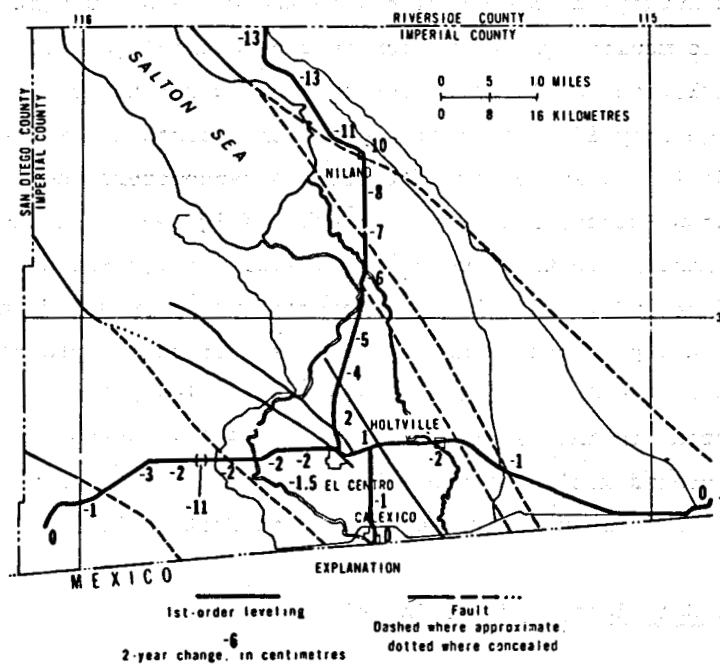 116
RIVERSIDE COUNTY
IMPERIAL COUNTY
115
-13
SALTON SEA
-13
0 5 10 MILES
0 8 16 KILOMETRES
SAN DIEGO COUNTY
IMPERIAL COUNTY
-11
10
NILAND
-8
-7
-6
3
-5
-4
2
HOLTVILLE
1
-3
-2
2
-2
-2
-2
-1
-1.5
EL CENTRO
-1
-11
-1
CALEXICO
0
0
0
MEXICO
EXPLANATION
1st-order leveling
-6
2-year change, in centimetres
Fault
Dashed where approximate,
dotted where concealed